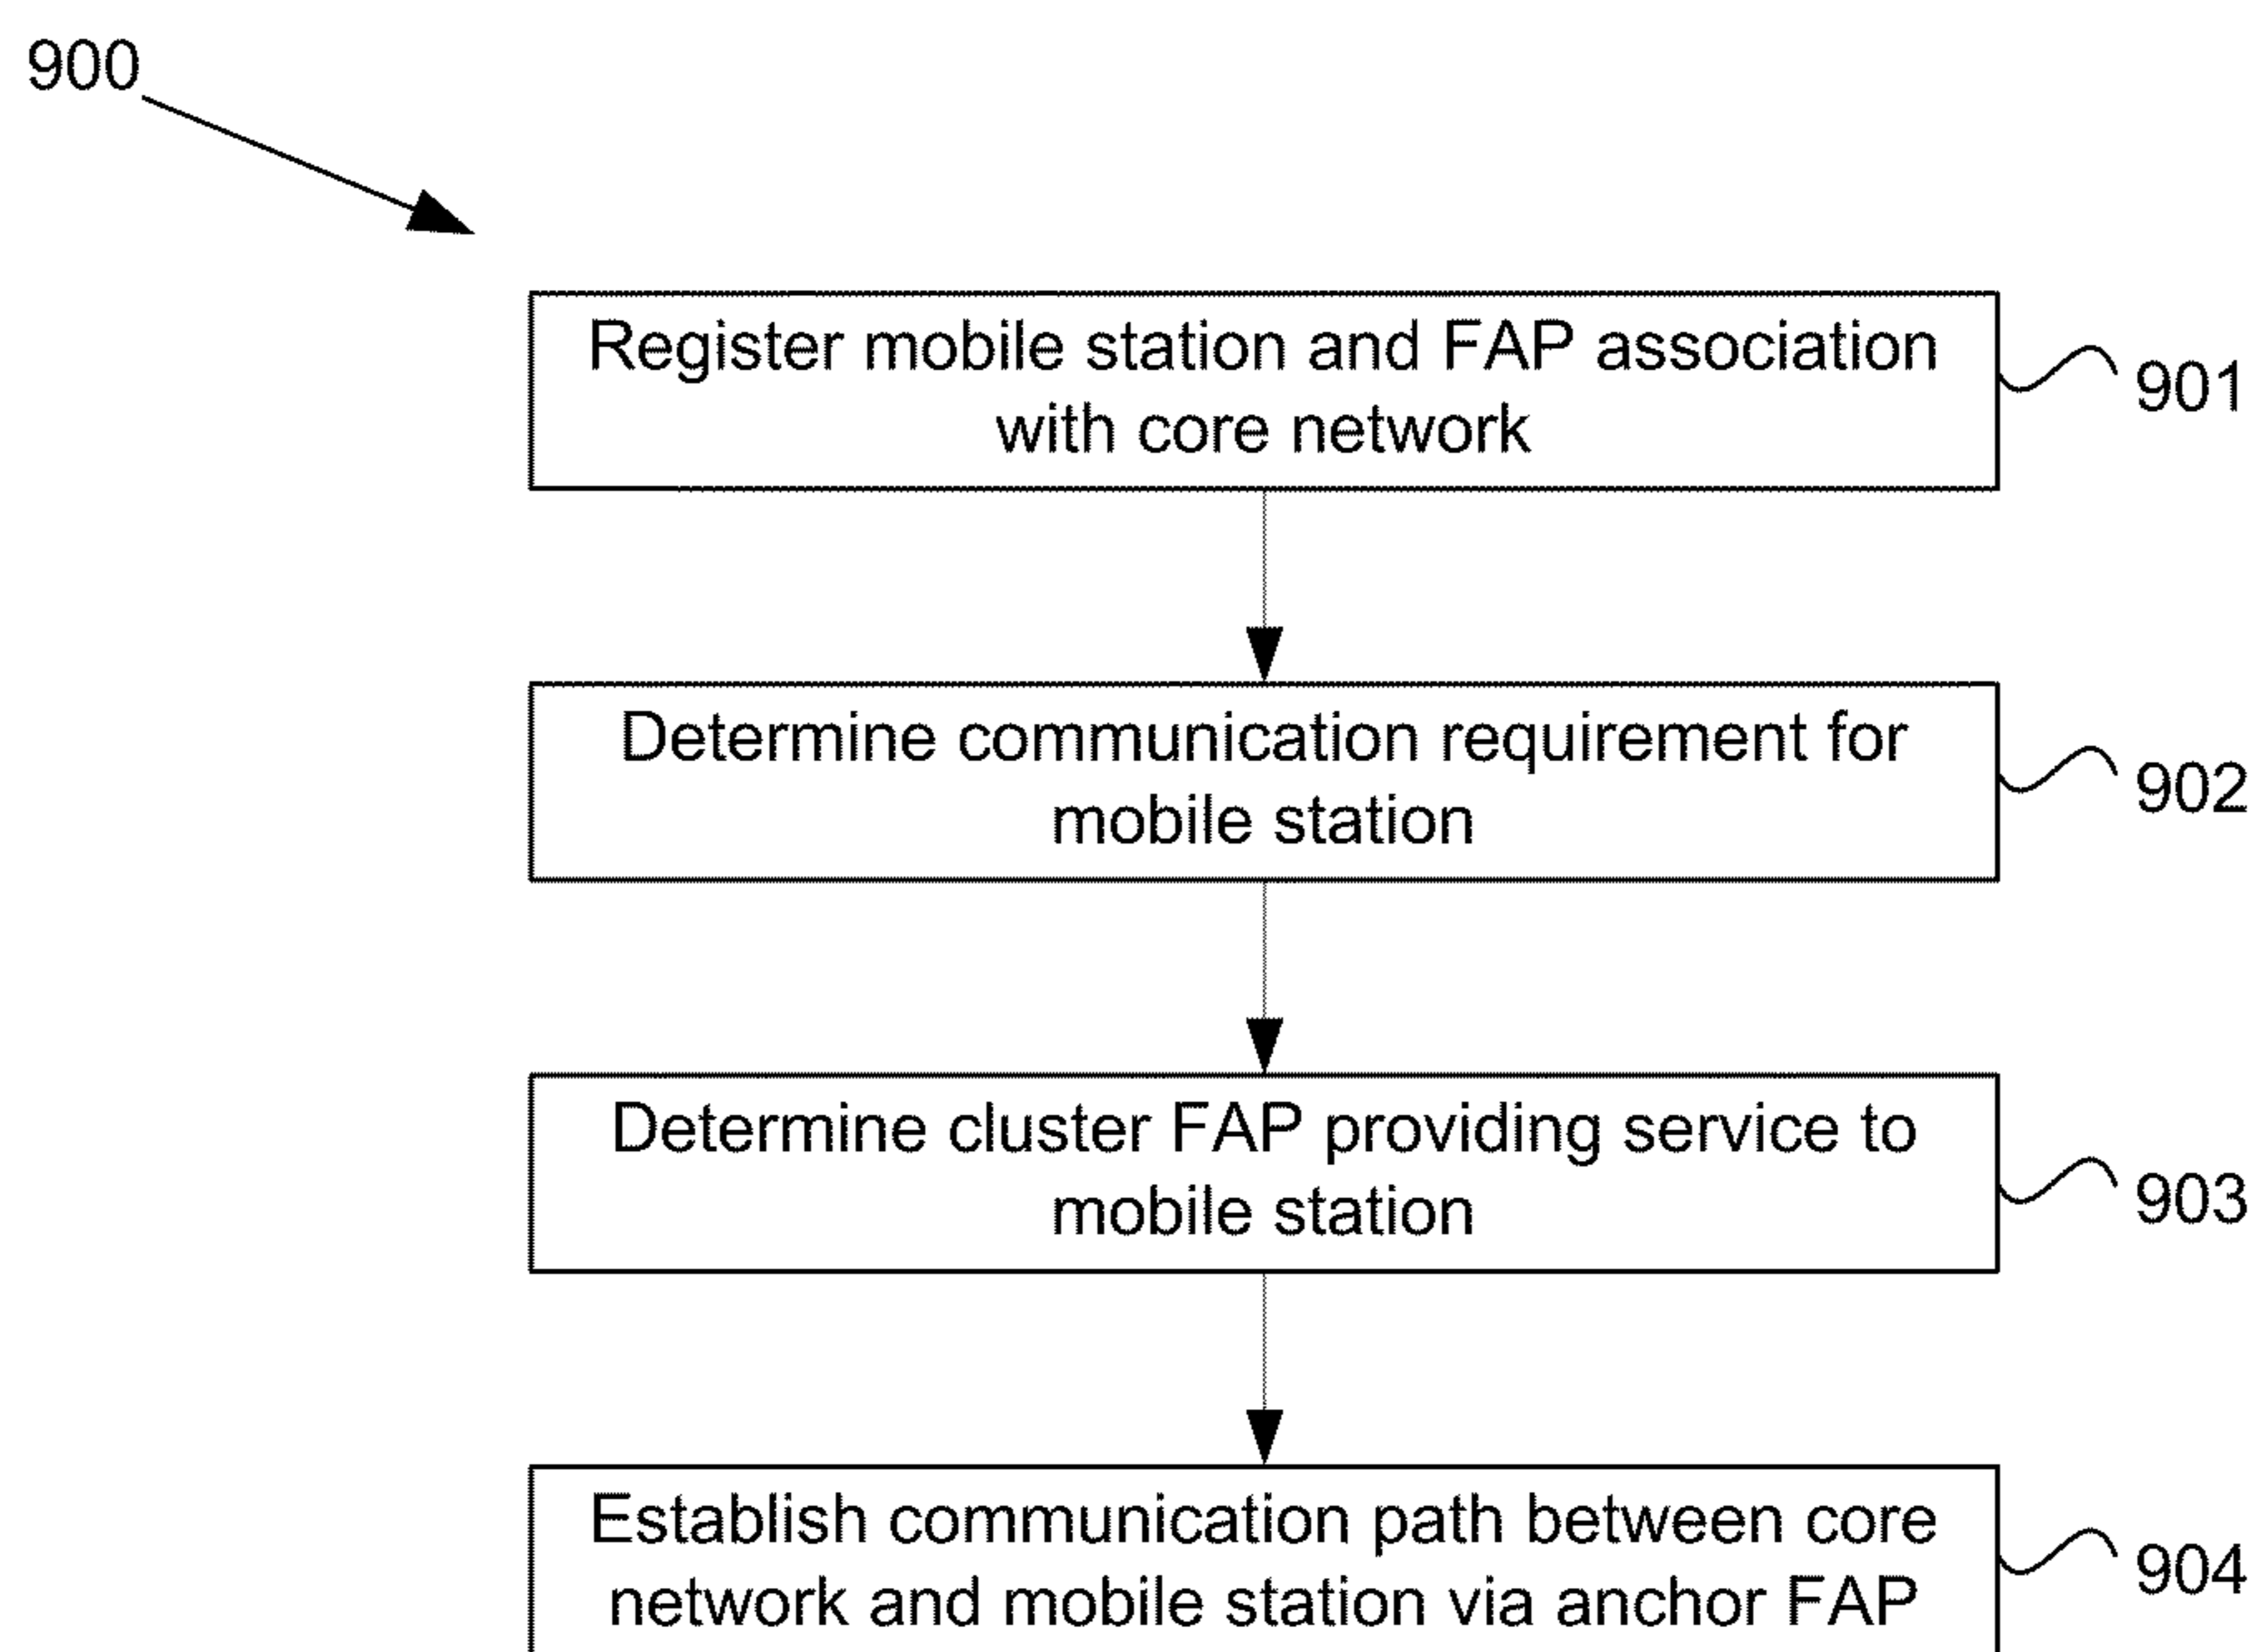 900
Register mobile station and FAP association
with core network
901
Determine communication requirement for
mobile station
902
Determine cluster FAP providing service to
mobile station
903
Establish communication path between core
network and mobile station via anchor FAP
904